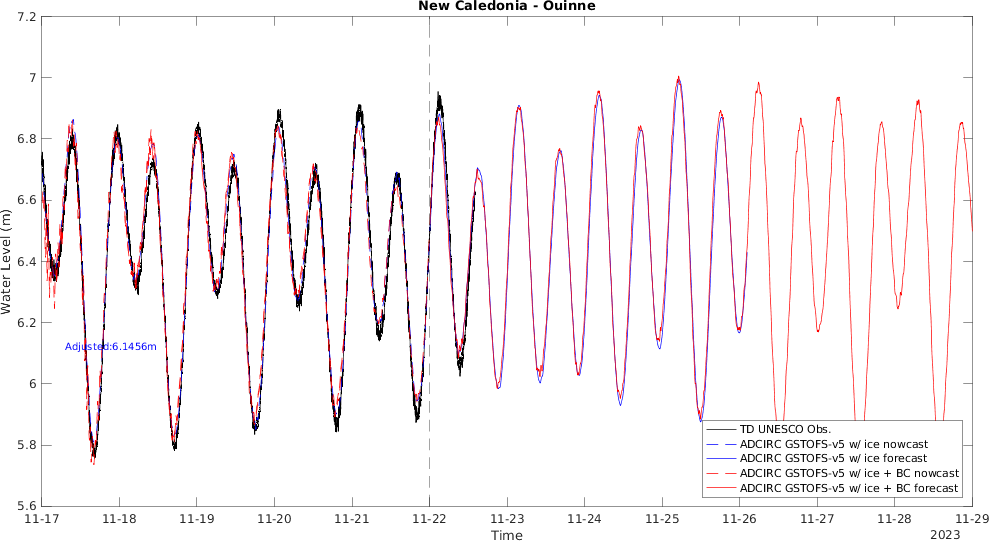 New Caledonia - Ouinne
7.2
7
6.8
6.6
6.4
6.2
6
5.8
5.6
Water Level (m)
Adjusted:6.1456m
TD UNESCO Obs.
ADCIRC GSTOFS-v5 w/ ice nowcast
ADCIRC GSTOFS-v5 w/ ice forecast
ADCIRC GSTOFS-v5 w/ ice + BC nowcast
ADCIRC GSTOFS-v5 w/ ice + BC forecast
11-17 11-18 11-19 11-20 11-21 11-22 11-23 11-24 11-25 11-26 11-27 11-28 11-29
Time
2023